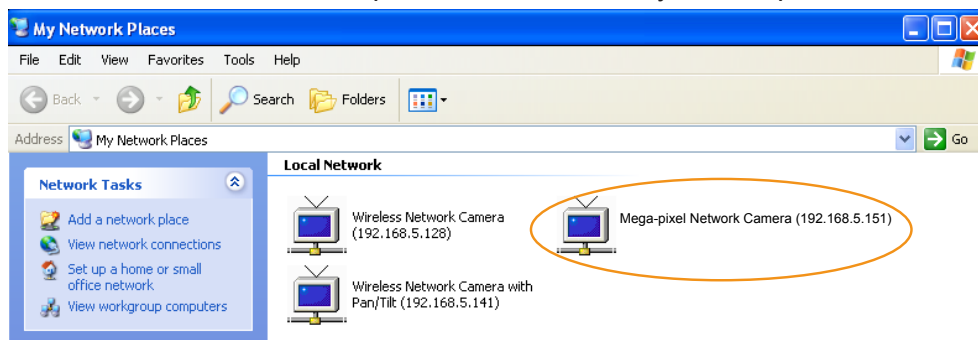 My Network Places
File Edit View Favorites Tools Help
Back Search Folders
Address My Network Places Go
Local Network
Network Tasks
Add a network place
View network connections
Set up a home or small
office network
View workgroup computers
Wireless Network Camera
(192.168.5.128)
Mega-pixel Network Camera (192.168.5.151)
Wireless Network Camera with
Pan/Tilt (192.168.5.141)